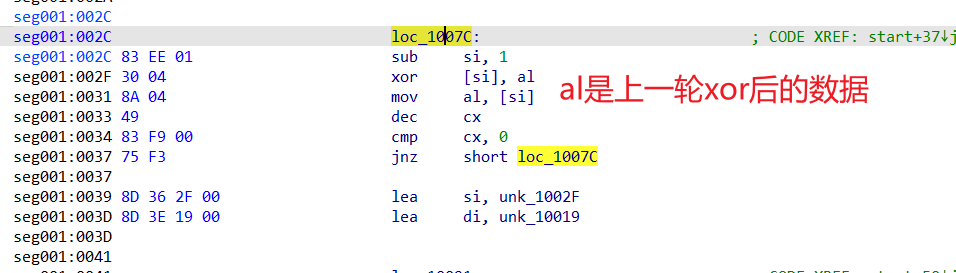 seg001:002C
seg001:002C loc_1007C: ; CODE XREF: start+37↓j
seg001:002C 83 EE 01 sub si, 1
seg001:002F 30 04 xor [si], al
seg001:0031 8A 04 mov al, [si]
al是上一轮xor后的数据
seg001:0033 49 dec cx
seg001:0034 83 F9 00 cmp cx, 0
seg001:0037 75 F3 jnz short loc_1007C
seg001:0037
seg001:0039 8D 36 2F 00 lea si, unk_1002F
seg001:003D 8D 3E 19 00 lea di, unk_10019
seg001:003D
seg001:0041